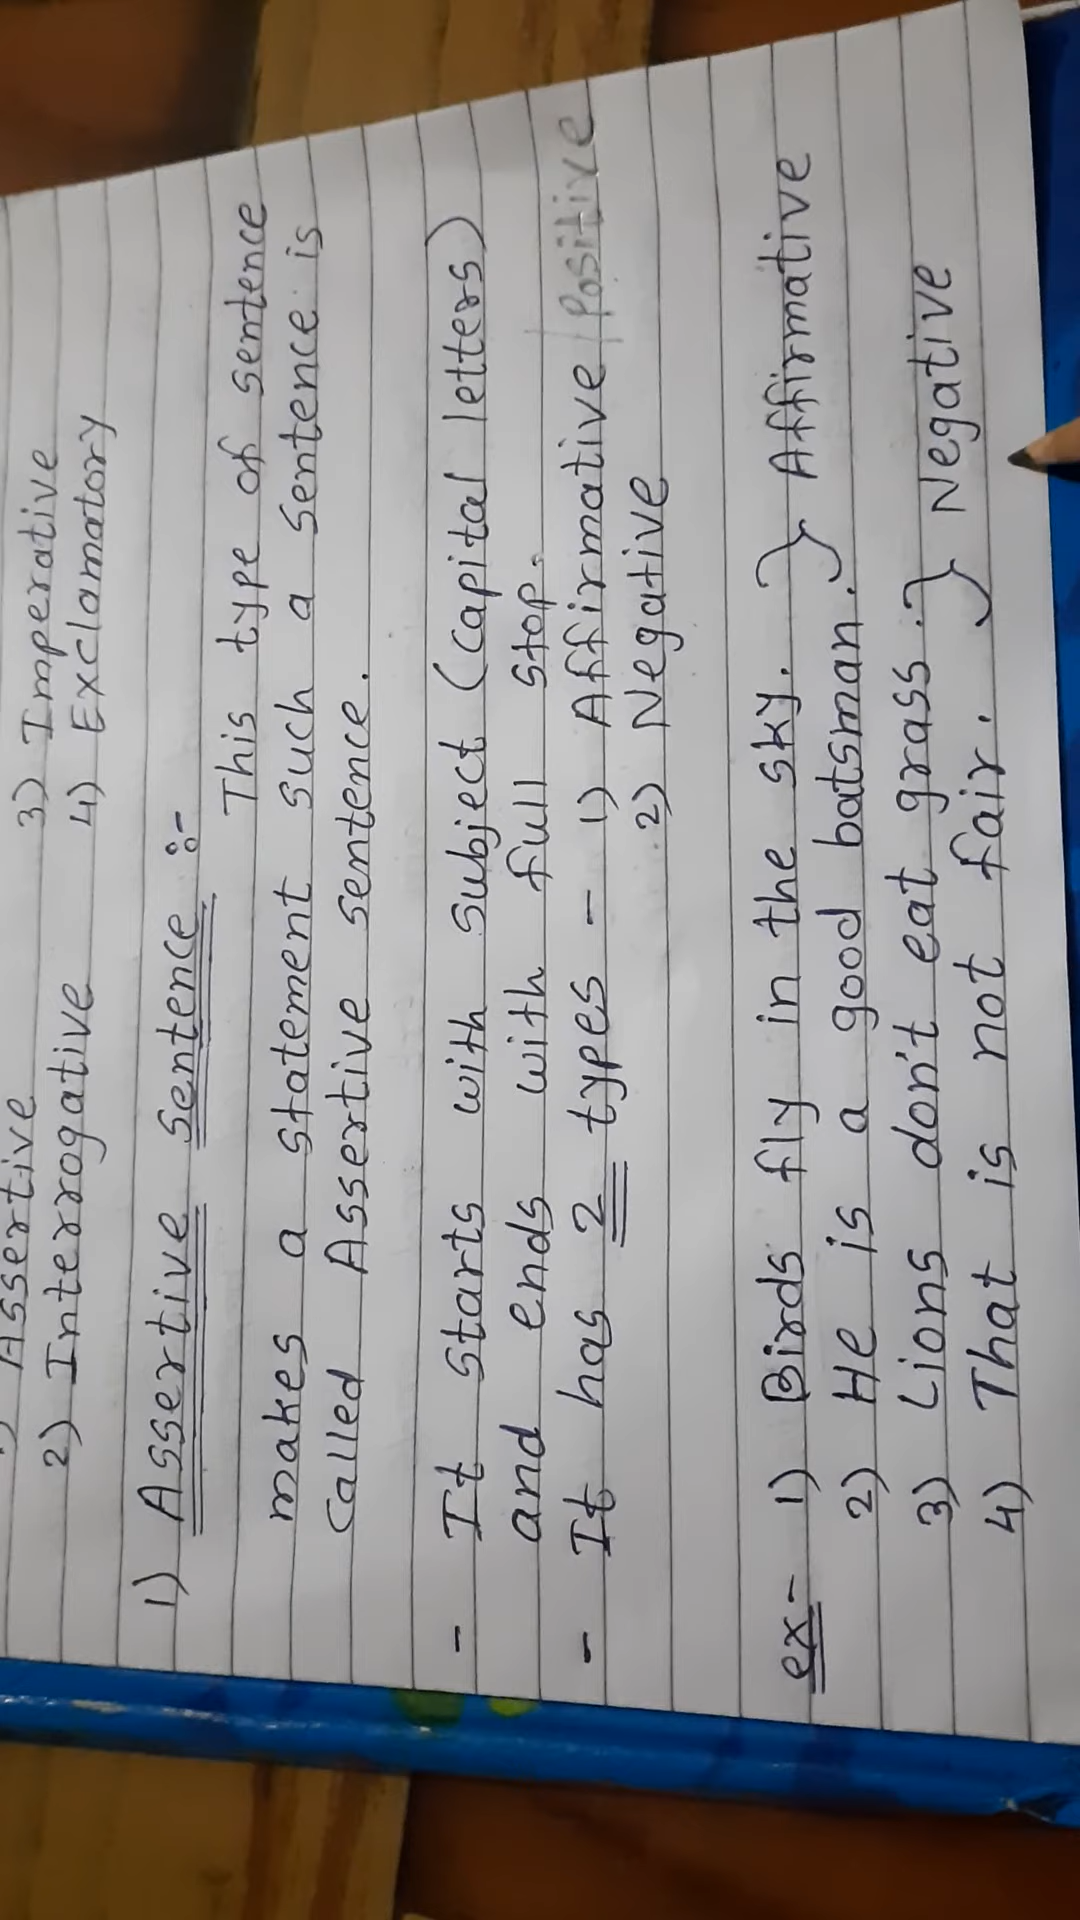 1) Assertive 3) Imperative
2) Interrogative 4) Exclamatory
1) Assertive Sentence :-
This type of sentence
makes a statement such a sentence is
called Assertive sentence.
- It starts with subject (capital letters)
and ends with full stop.
- It has 2 types - 1) Affirmative / Positive
2) Negative
ex- 1) Birds fly in the sky. } Affirmative
2) He is a good batsman.
3) Lions don't eat grass. } Negative
4) That is not fair.